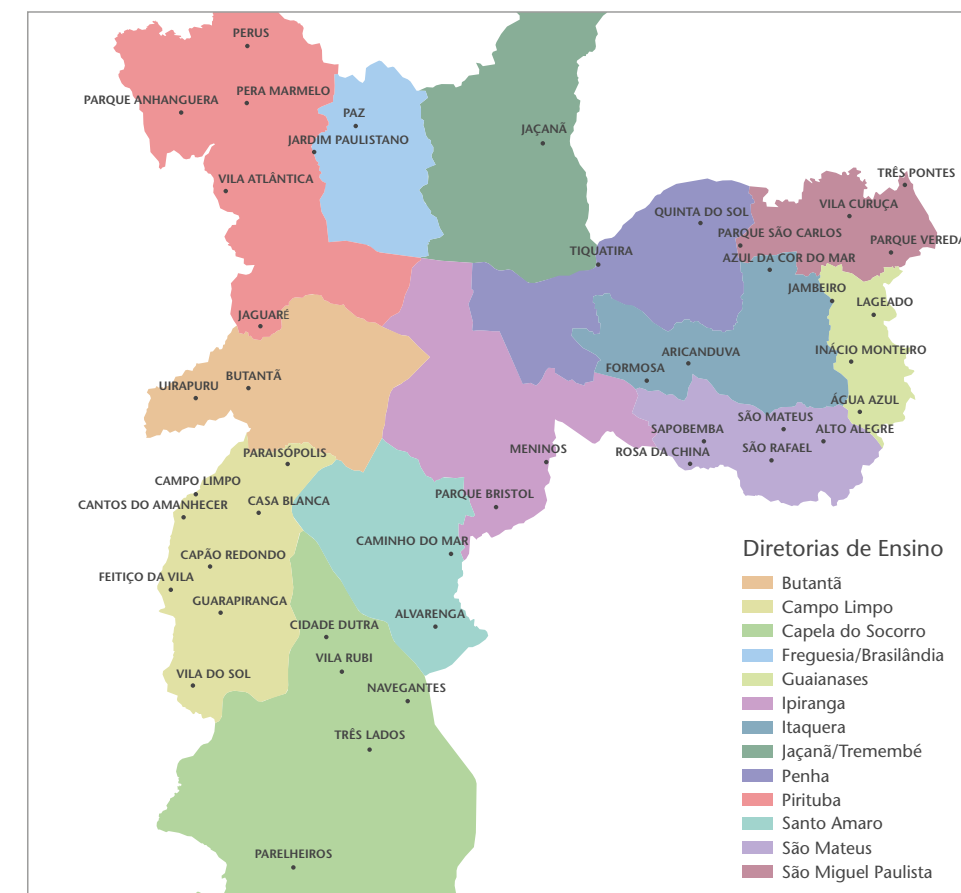 PERUS
PARQUE ANHANGUERA
PERA MARMELO
PAZ
JARDIM PAULISTANO
JAÇANÃ
VILA ATLÂNTICA
TRÊS PONTES
VILA CURUÇA
QUINTA DO SOL
PARQUE SÃO CARLOS
PARQUE VEREDA
TIQUATIRA
AZUL DA COR DO MAR
JAMBEIRO
LAGEADO
JAGUARÉ
ARICANDUVA
INÁCIO MONTEIRO
FORMOSA
UIRAPURU
BUTANTÃ
ÁGUA AZUL
SÃO MATEUS
SAPOBEMBA
ALTO ALEGRE
ROSA DA CHINA
SÃO RAFAEL
MENINOS
PARAISÓPOLIS
CAMPO LIMPO
CASA BLANCA
CANTOS DO AMANHECER
PARQUE BRISTOL
CAMINHO DO MAR
CAPÃO REDONDO
FEITIÇO DA VILA
GUARAPIRANGA
ALVARENGA
CIDADE DUTRA
VILA RUBI
VILA DO SOL
NAVEGANTES
TRÊS LADOS
PARELHEIROS
Diretorias de Ensino
Butantã
Campo Limpo
Capela do Socorro
Freguesia/Brasilândia
Guaianases
Ipiranga
Itaquera
Jaçanã/Tremembé
Penha
Pirituba
Santo Amaro
São Mateus
São Miguel Paulista